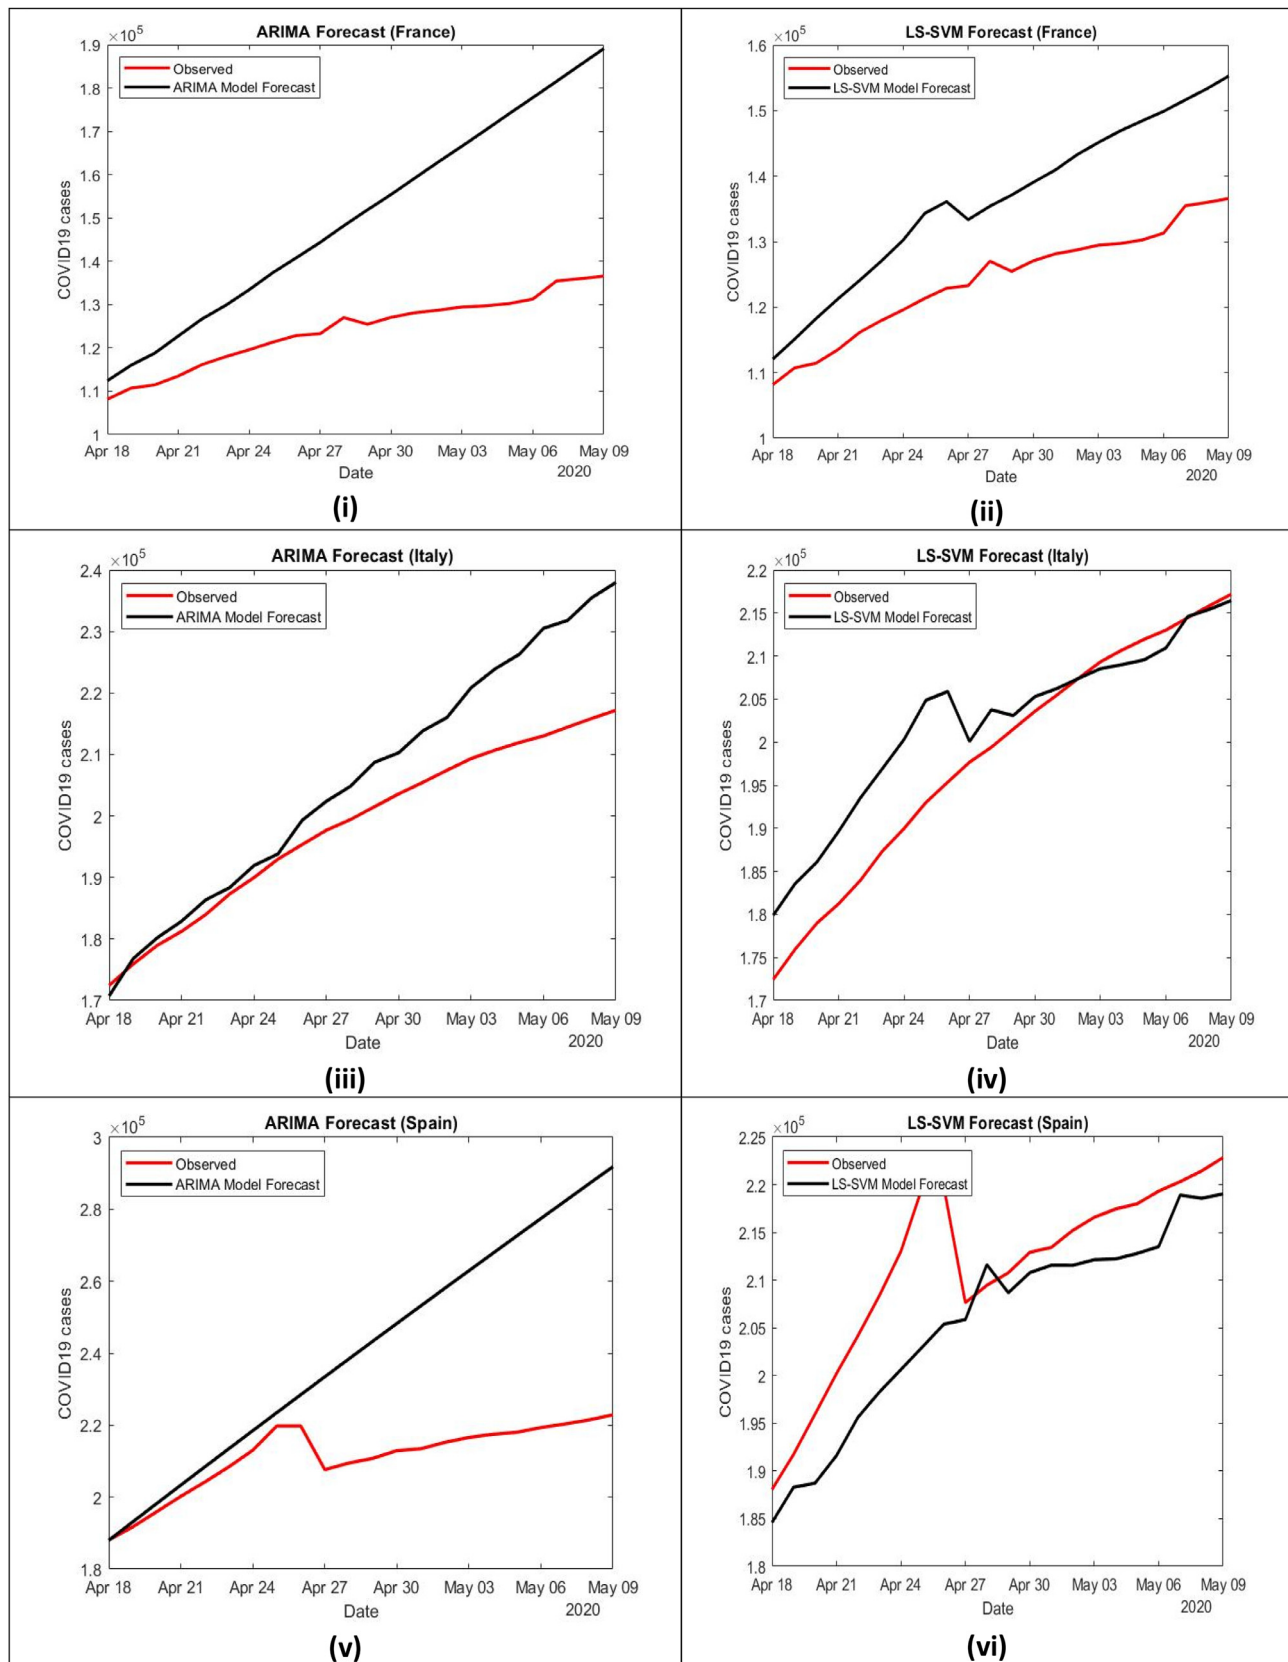 ARIMA Forecast (France)
×10⁵
Observed
ARIMA Model Forecast
1.9
1.8
1.7
1.6
1.5
1.4
1.3
1.2
1.1
1
COVID19 cases
Apr 18 Apr 21 Apr 24 Apr 27 Apr 30 May 03 May 06 May 09
Date
2020
(i)
LS-SVM Forecast (France)
×10⁵
Observed
LS-SVM Model Forecast
1.6
1.5
1.4
1.3
1.2
1.1
1
COVID19 cases
Apr 18 Apr 21 Apr 24 Apr 27 Apr 30 May 03 May 06 May 09
Date
2020
(ii)
ARIMA Forecast (Italy)
×10⁵
Observed
ARIMA Model Forecast
2.4
2.3
2.2
2.1
2
1.9
1.8
1.7
COVID19 cases
Apr 18 Apr 21 Apr 24 Apr 27 Apr 30 May 03 May 06 May 09
Date
2020
(iii)
LS-SVM Forecast (Italy)
×10⁵
Observed
LS-SVM Model Forecast
2.2
2.15
2.1
2.05
2
1.95
1.9
1.85
1.8
1.75
1.7
COVID19 cases
Apr 18 Apr 21 Apr 24 Apr 27 Apr 30 May 03 May 06 May 09
Date
2020
(iv)
ARIMA Forecast (Spain)
×10⁵
Observed
ARIMA Model Forecast
3
2.8
2.6
2.4
2.2
2
1.8
COVID19 cases
Apr 18 Apr 21 Apr 24 Apr 27 Apr 30 May 03 May 06 May 09
Date
2020
(v)
LS-SVM Forecast (Spain)
×10⁵
Observed
LS-SVM Model Forecast
2.25
2.2
2.15
2.1
2.05
2
1.95
1.9
1.85
1.8
COVID19 cases
Apr 18 Apr 21 Apr 24 Apr 27 Apr 30 May 03 May 06 May 09
Date
2020
(vi)